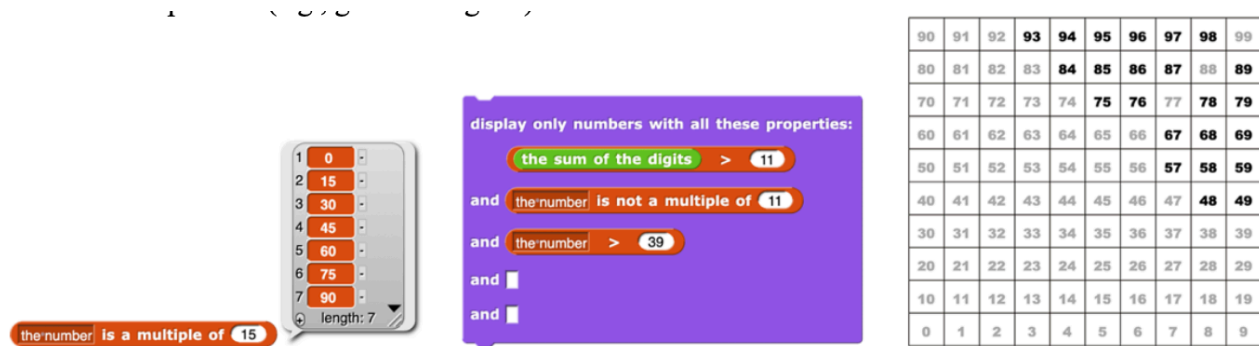 1 0
2 15
3 30
4 45
5 60
6 75
7 90
length: 7
the number is a multiple of 15
display only numbers with all these properties:
the sum of the digits > 11
and the number is not a multiple of 11
and the number > 39
and
and
90 91 92 93 94 95 96 97 98 99
80 81 82 83 84 85 86 87 88 89
70 71 72 73 74 75 76 77 78 79
60 61 62 63 64 65 66 67 68 69
50 51 52 53 54 55 56 57 58 59
40 41 42 43 44 45 46 47 48 49
30 31 32 33 34 35 36 37 38 39
20 21 22 23 24 25 26 27 28 29
10 11 12 13 14 15 16 17 18 19
0 1 2 3 4 5 6 7 8 9